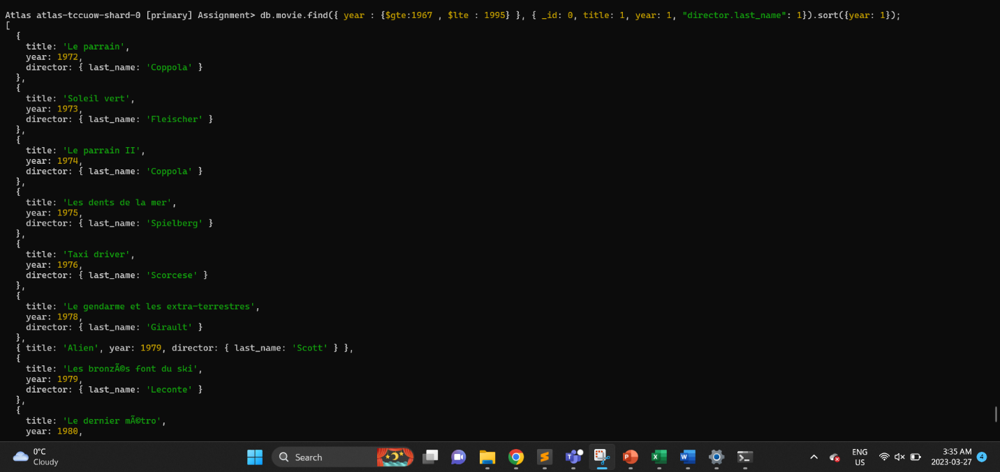 Atlas atlas-tccuow-shard-0 [primary] Assignment> db.movie.find({ year : {$gte:1967 , $lte : 1995} }, { _id: 0, title: 1, year: 1, "director.last_name": 1}).sort({year: 1});
[
  {
    title: 'Le parrain',
    year: 1972,
    director: { last_name: 'Coppola' }
  },
  {
    title: 'Soleil vert',
    year: 1973,
    director: { last_name: 'Fleischer' }
  },
  {
    title: 'Le parrain II',
    year: 1974,
    director: { last_name: 'Coppola' }
  },
  {
    title: 'Les dents de la mer',
    year: 1975,
    director: { last_name: 'Spielberg' }
  },
  {
    title: 'Taxi driver',
    year: 1976,
    director: { last_name: 'Scorcese' }
  },
  {
    title: 'Le gendarme et les extra-terrestres',
    year: 1978,
    director: { last_name: 'Girault' }
  },
  { title: 'Alien', year: 1979, director: { last_name: 'Scott' } },
  {
    title: 'Les bronzÃ©s font du ski',
    year: 1979,
    director: { last_name: 'Leconte' }
  },
  {
    title: 'Le dernier mÃ©tro',
    year: 1980,
0°C
Cloudy
Search
ENG
US
3:35 AM
2023-03-27
4